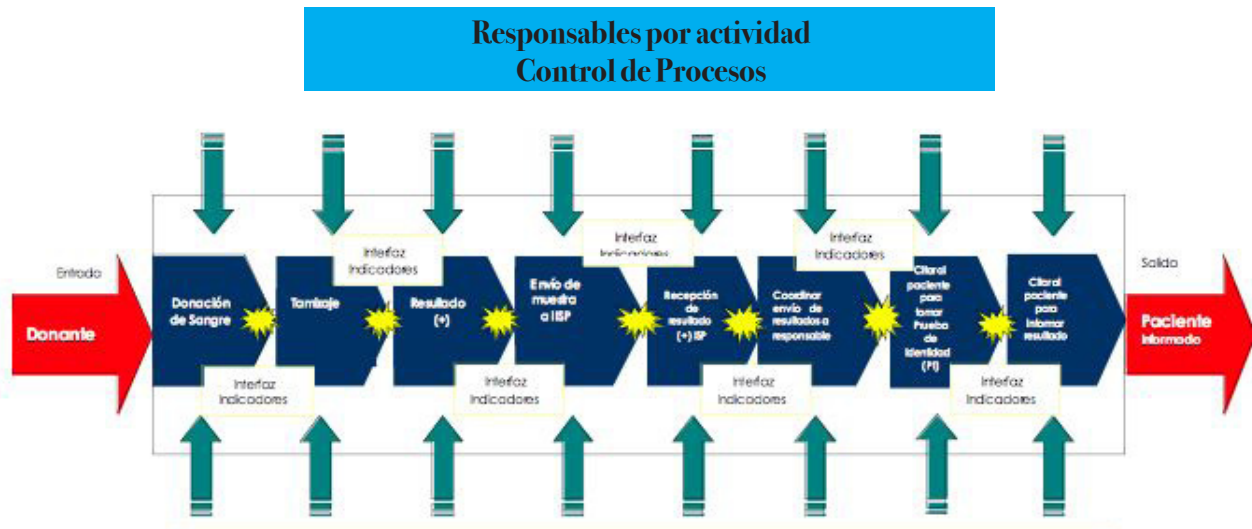 Responsables por actividad
Control de Procesos
Entrada
Donante
Donación
de Sangre
Tamizaje
Resultado
(+)
Envío de
muestra
a IISP
Recepción
de
resultado
(+) ISP
Coordinar
envío de
resultados a
responsable
Citar al
paciente
para
tomar
Prueba
de
Identidad
(PI)
Citar al
paciente
para
informar
resultado
Salida
Paciente
Informado
Interfaz
Indicadores
Interfaz
Indicadores
Interfaz
Indicadores
Interfaz
Indicadores
Interfaz
Indicadores
Interfaz
Indicadores
Interfaz
Indicadores